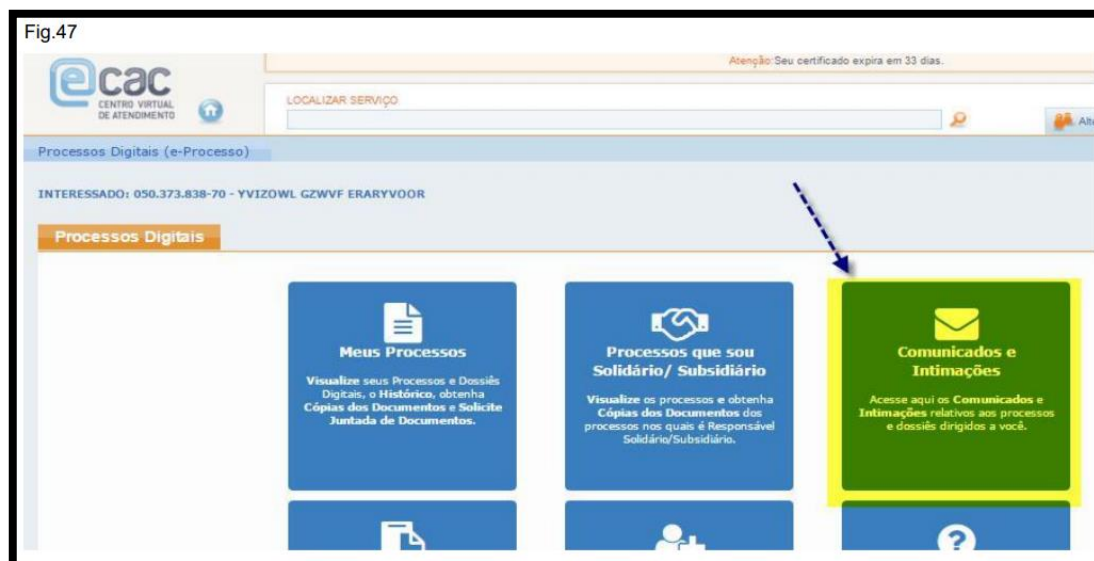 Fig.47
ecac
CENTRO VIRTUAL
DE ATENDIMENTO
Atenção:Seu certificado expira em 33 dias.
LOCALIZAR SERVIÇO
Processos Digitais (e-Processo)
INTERESSADO: 050.373.838-70 - YVIZOWL GZWVF ERARYVOOR
Processos Digitais
Meus Processos
Visualize seus Processos e Dossiês
Digitais, o Histórico, obtenha
Cópias dos Documentos e Solicite
Juntada de Documentos.
Processos que sou
Solidário/ Subsidiário
Visualize os processos e obtenha
Cópias dos Documentos dos
processos nos quais é Responsável
Solidário/Subsidiário.
Comunicados e
Intimações
Acesse aqui os Comunicados e
Intimações relativos aos processos
e dossiês dirigidos a você.